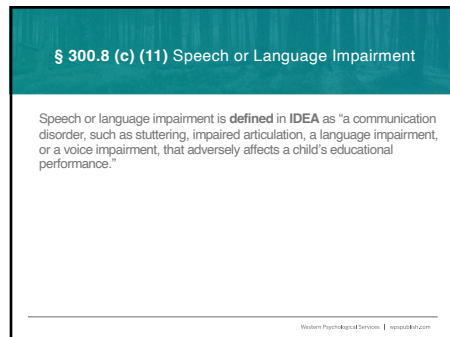 § 300.8 (c) (11) Speech or Language Impairment
Speech or language impairment is defined in IDEA as “a communication
disorder, such as stuttering, impaired articulation, a language impairment,
or a voice impairment, that adversely affects a child’s educational
performance.”
Western Psychological Services | wpspublish.com